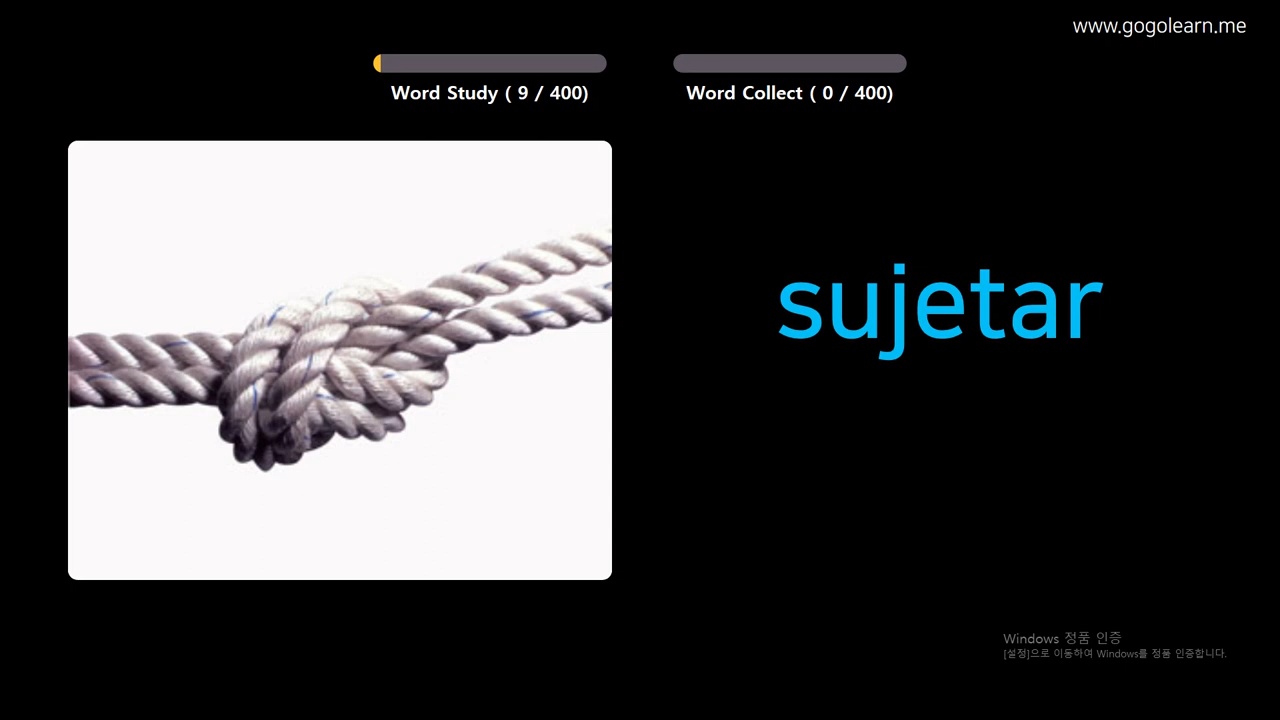 www.gogolearn.me
Word Study ( 9 / 400)
Word Collect ( 0 / 400)
sujetar
Windows 정품 인증
[설정]으로 이동하여 Windows를 정품 인증합니다.